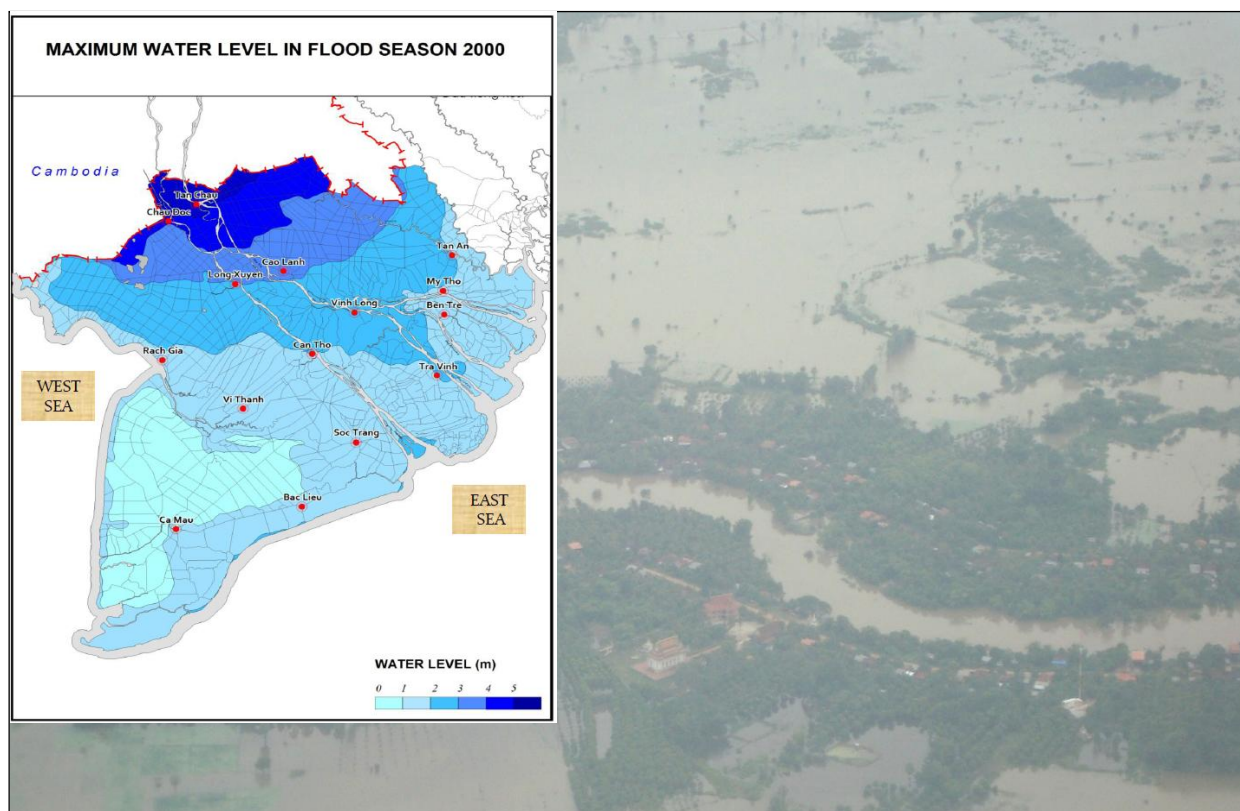 MAXIMUM WATER LEVEL IN FLOOD SEASON 2000
Cambodia
Tan Chau
Chau Doc
Tan An
Cao Lanh
Long Xuyen
My Tho
Ben Tre
Vinh Long
Can Tho
Rach Gia
Tra Vinh
WEST
SEA
Vi Thanh
Soc Trang
Bac Lieu
EAST
SEA
Ca Mau
WATER LEVEL (m)
0 1 2 3 4 5